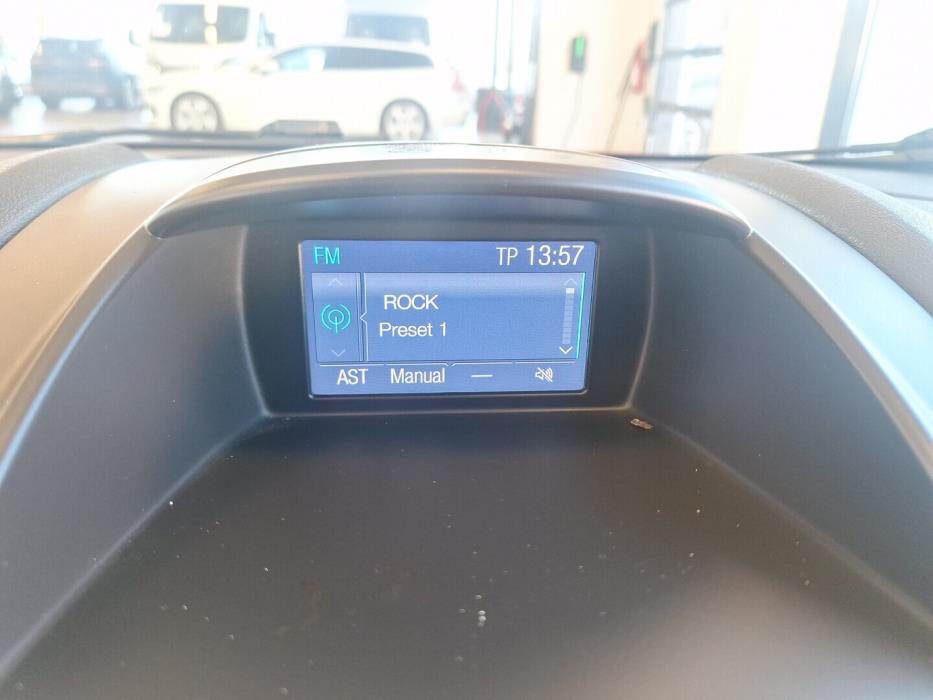 FM TP 13:57
ROCK
Preset 1
AST Manual —